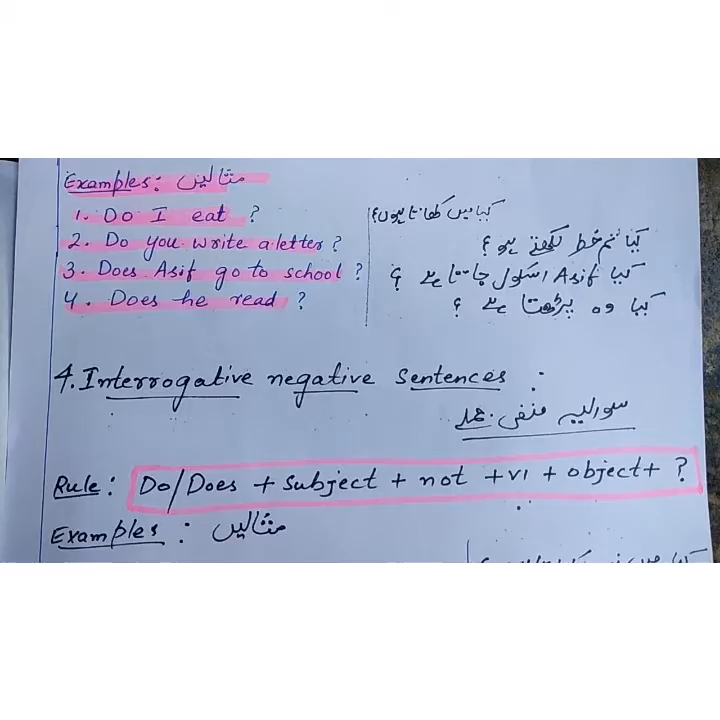 Examples: مثالیں
1. Do I eat ? کیا میں کھاتا ہوں؟
2. Do you write a letter ? کیا تم خط لکھتے ہو ؟
3. Does Asif go to school ? کیا Asif اسکول جاتا ہے ؟
4. Does he read ? کیا وہ پڑھتا ہے ؟
4. Interrogative negative Sentences :
سوالیہ منفی جملے
Rule: Do/Does + Subject + not + v1 + object + ?
Examples : مثالیں
کیا میں